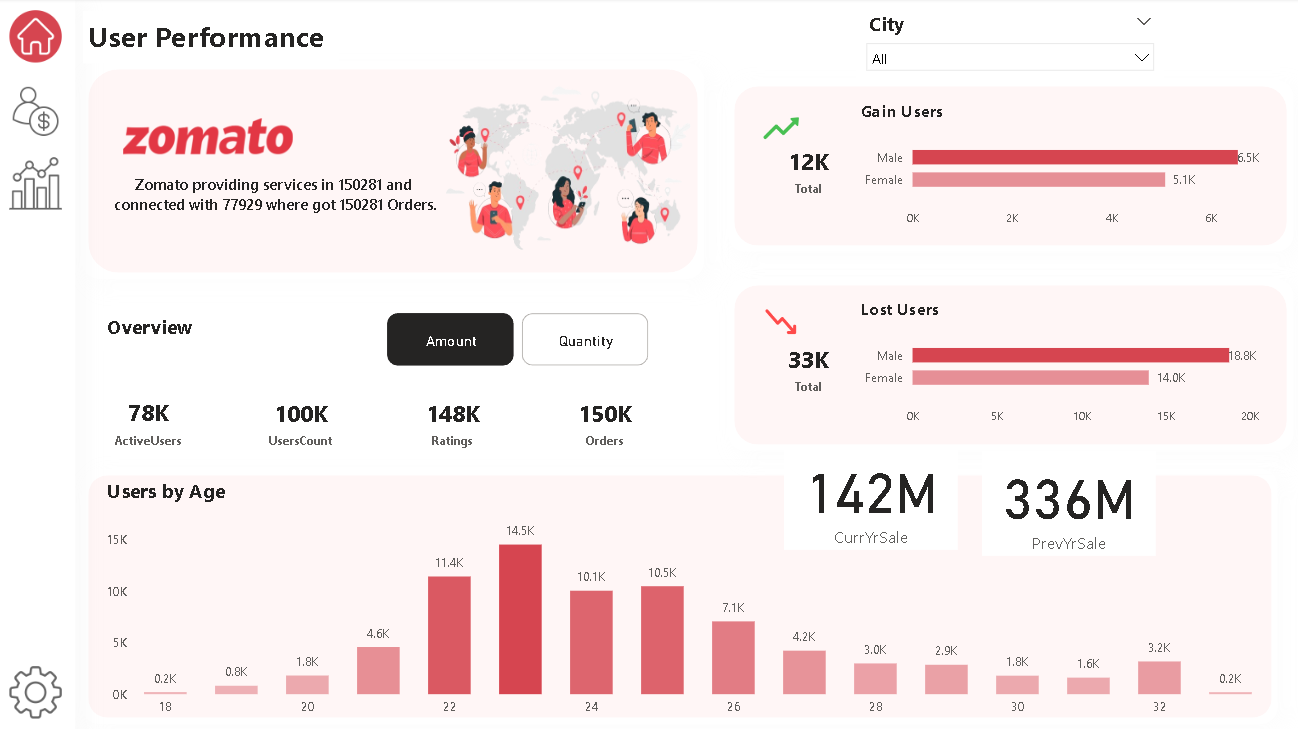 User Performance
City
All
zomato
Zomato providing services in 150281 and
connected with 77929 where got 150281 Orders.
Gain Users
12K
Total
Male
6.5K
Female
5.1K
0K 2K 4K 6K
Lost Users
33K
Total
Male
18.8K
Female
14.0K
0K 5K 10K 15K 20K
Overview
Amount
Quantity
78K
ActiveUsers
100K
UsersCount
148K
Ratings
150K
Orders
142M
CurrYrSale
336M
PrevYrSale
Users by Age
15K
10K
5K
0K
0.2K 0.8K 1.8K 4.6K 11.4K 14.5K 10.1K 10.5K 7.1K 4.2K 3.0K 2.9K 1.8K 1.6K 3.2K 0.2K
18 20 22 24 26 28 30 32